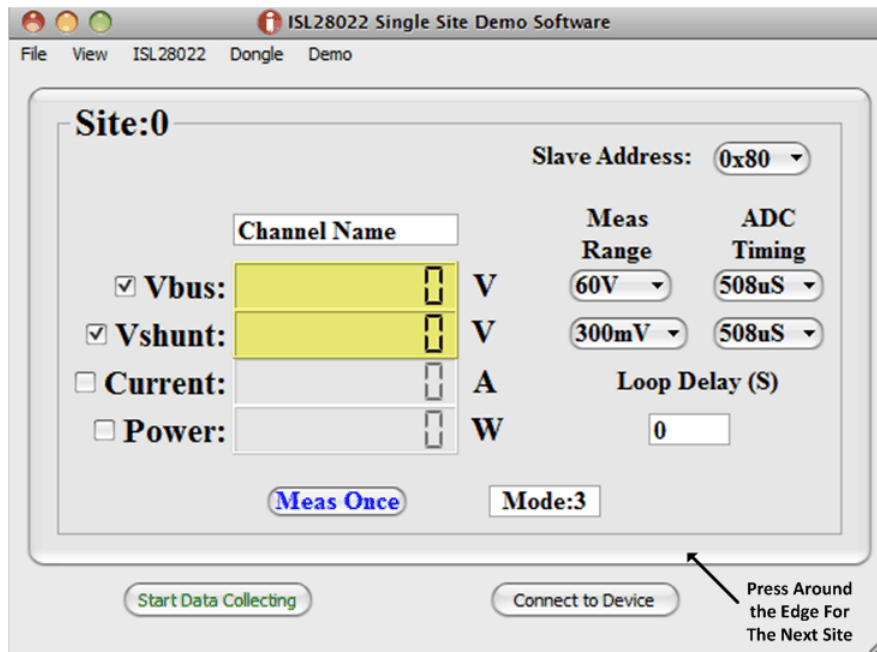 ISL28022 Single Site Demo Software
File View ISL28022 Dongle Demo
Site:0
Slave Address: 0x80
Channel Name
Meas Range
ADC Timing
Vbus: 0 V 60V 508uS
Vshunt: 0 V 300mV 508uS
Current: 0 A
Loop Delay (S)
Power: 0 W 0
Meas Once Mode:3
Start Data Collecting Connect to Device
Press Around
the Edge For
The Next Site